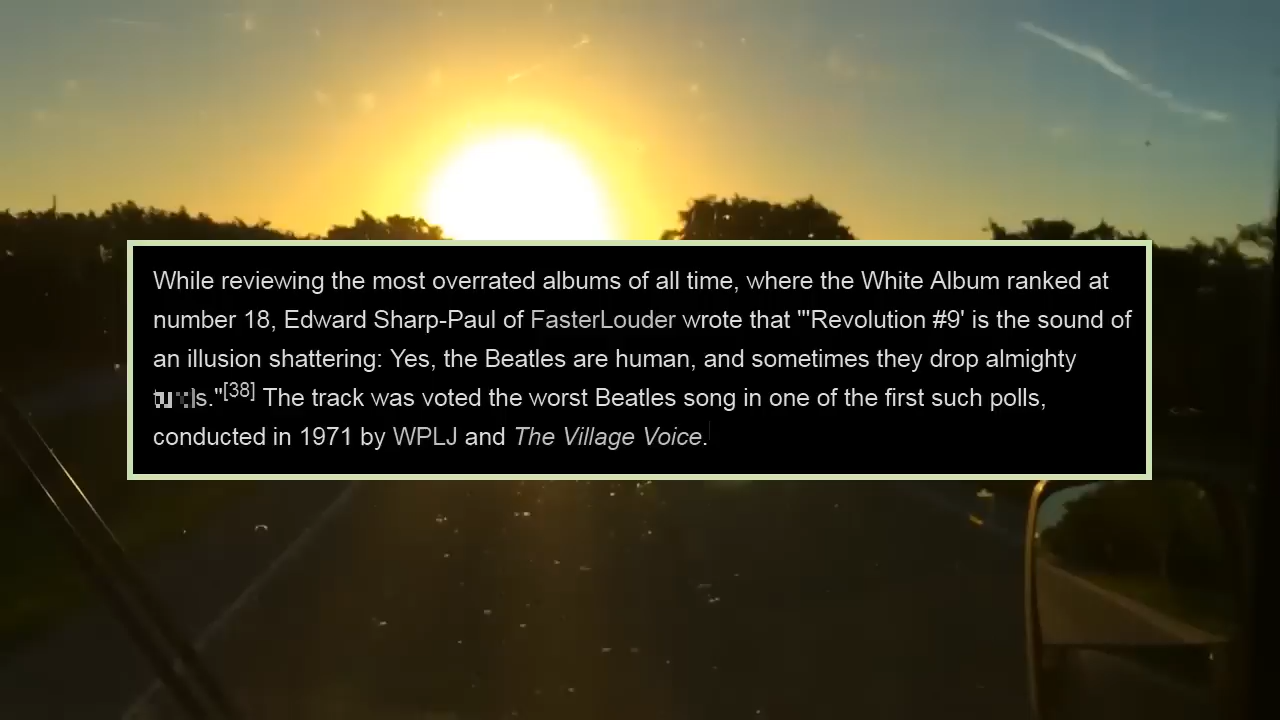 While reviewing the most overrated albums of all time, where the White Album ranked at
number 18, Edward Sharp-Paul of FasterLouder wrote that "'Revolution #9' is the sound of
an illusion shattering: Yes, the Beatles are human, and sometimes they drop almighty
."[38] The track was voted the worst Beatles song in one of the first such polls,
conducted in 1971 by WPLJ and The Village Voice.